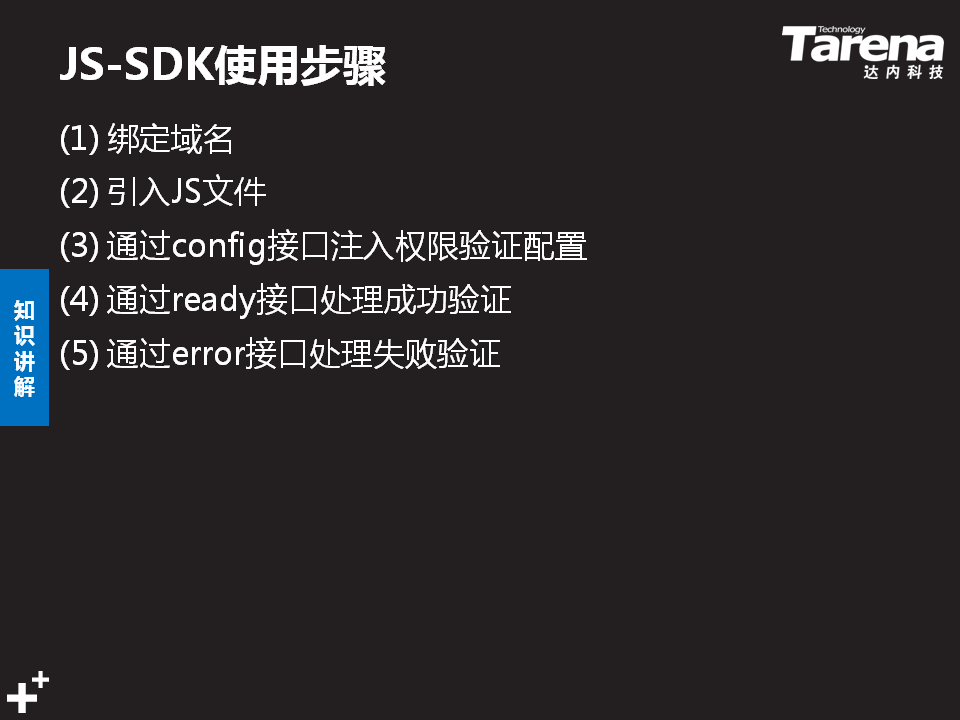 JS-SDK使用步骤
Technology
Tarena
达内科技
(1) 绑定域名
(2) 引入JS文件
(3) 通过config接口注入权限验证配置
(4) 通过ready接口处理成功验证
(5) 通过error接口处理失败验证
知识讲解